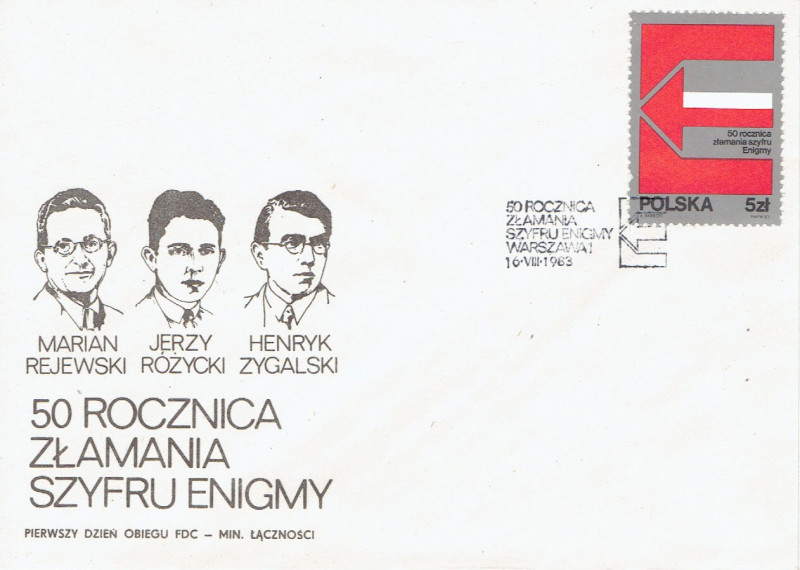 50 rocznica
złamania szyfru
Enigmy
POLSKA 5zł
50 ROCZNICA
ZŁAMANIA
SZYFRU ENIGMY
WARSZAWA 1
16·VIII·1983
MARIAN REJEWSKI
JERZY RÓŻYCKI
HENRYK ZYGALSKI
50 ROCZNICA
ZŁAMANIA
SZYFRU ENIGMY
PIERWSZY DZIEŃ OBIEGU FDC – MIN. ŁĄCZNOŚCI